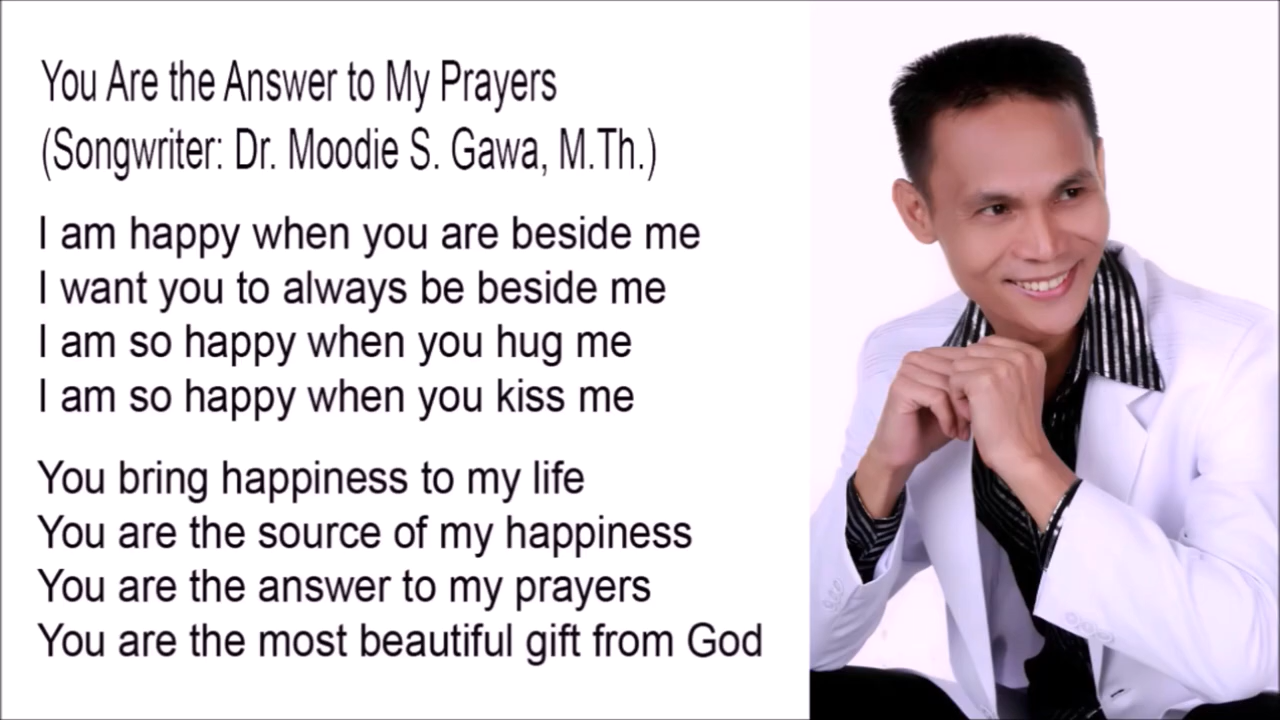 You Are the Answer to My Prayers
(Songwriter: Dr. Moodie S. Gawa, M.Th.)
I am happy when you are beside me
I want you to always be beside me
I am so happy when you hug me
I am so happy when you kiss me
You bring happiness to my life
You are the source of my happiness
You are the answer to my prayers
You are the most beautiful gift from God